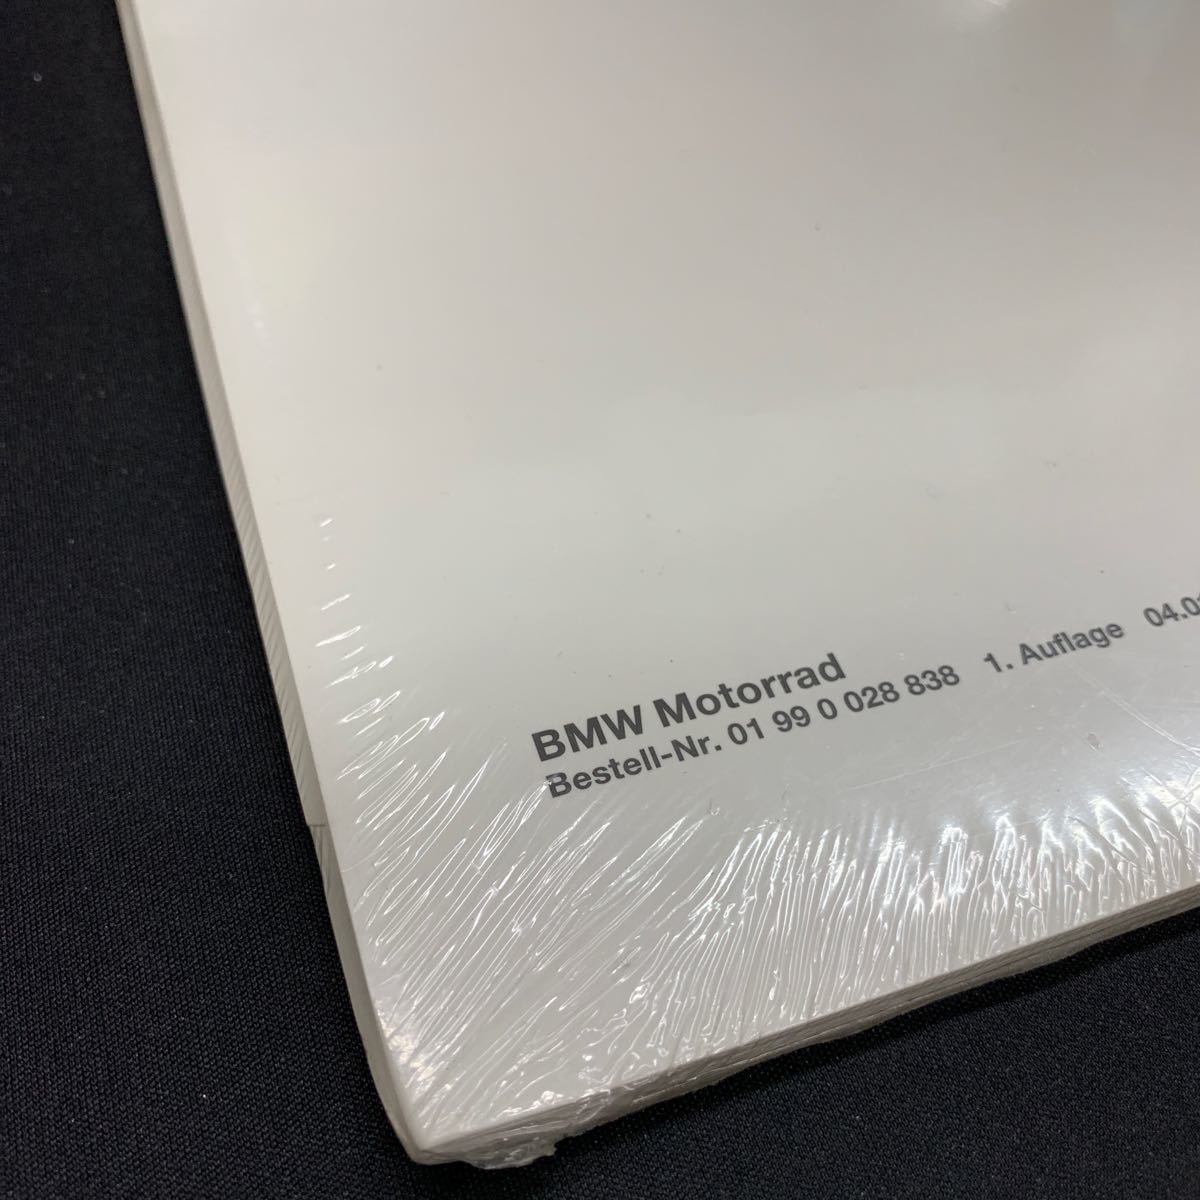 BMW Motorrad
Bestell-Nr. 01 99 0 028 838 1. Auflage